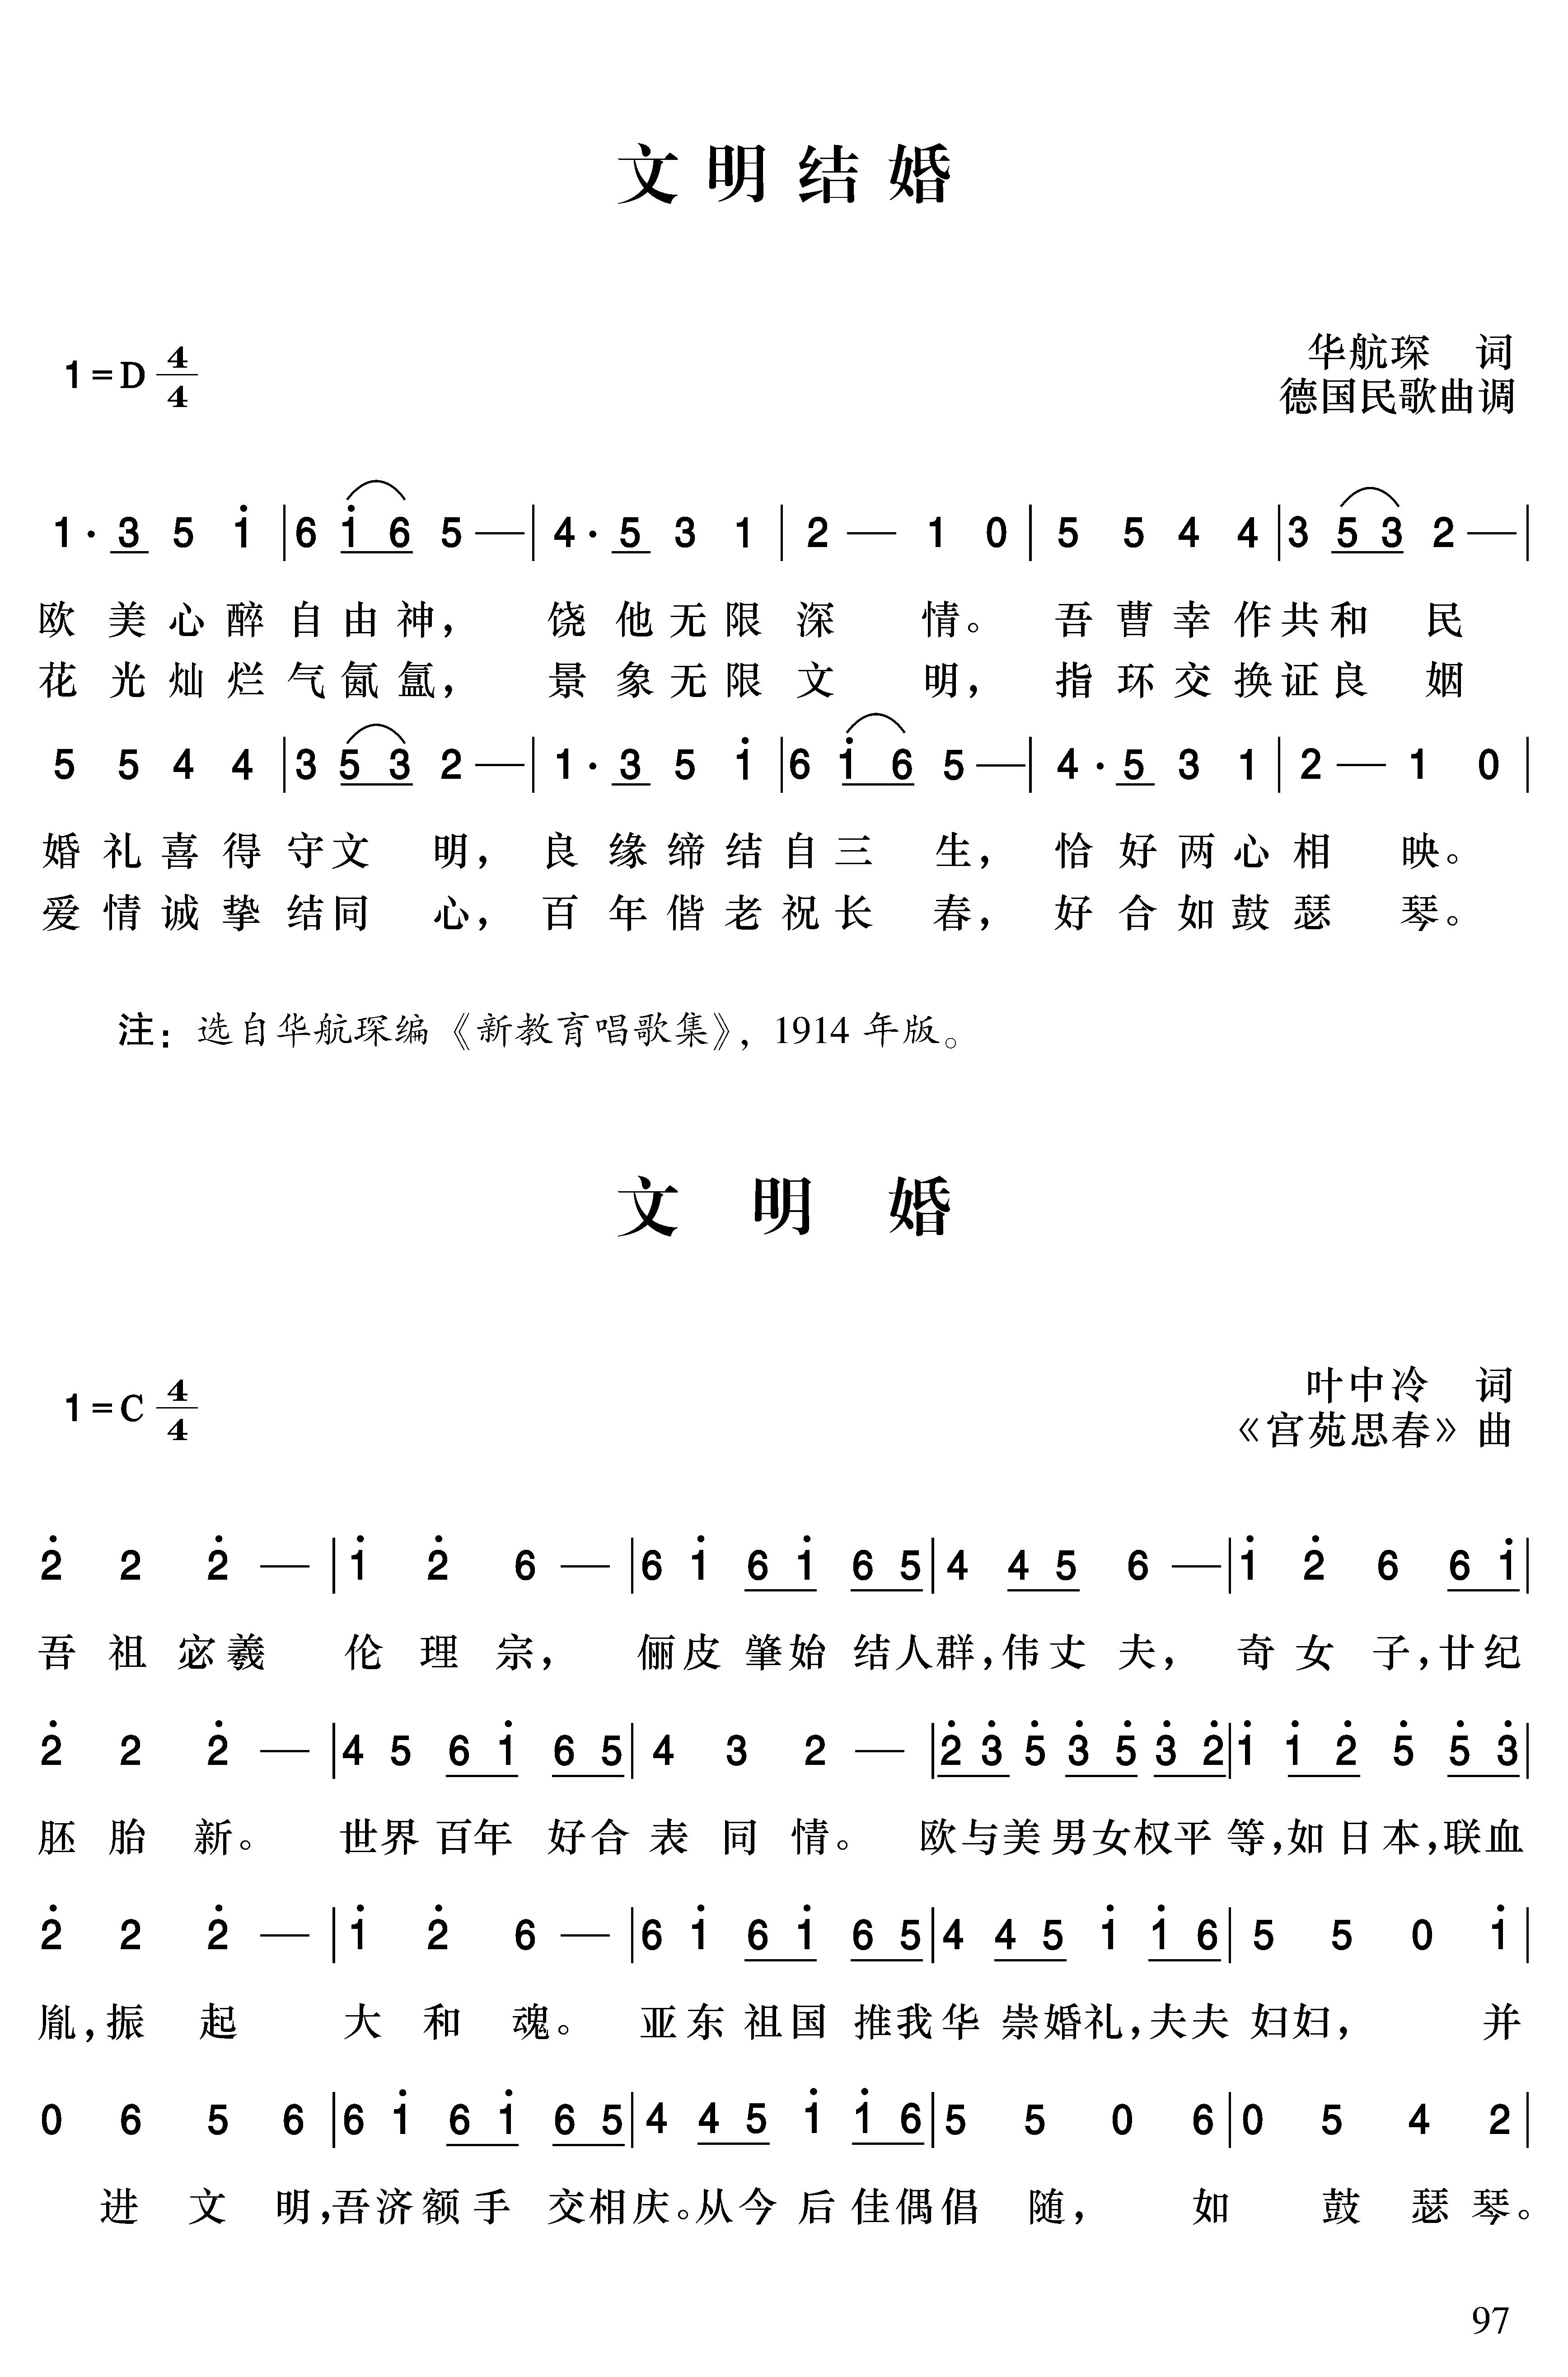 文明结婚
1=D 4/4
华航琛 词
德国民歌曲调
1· 3 5 i |6 i 6 5 — |4· 5 3 1 | 2 — 1 0 | 5 5 4 4 |3 5 3 2 — |
欧美心醉自由神， 饶他无限深 情。 吾曹幸作共和 民
花光灿烂气氤氲， 景象无限文 明， 指环交换证良 姻
5 5 4 4 |3 5 3 2 — | 1· 3 5 i |6 i 6 5 — | 4· 5 3 1 | 2 — 1 0 |
婚礼喜得守文 明， 良缘缔结自三 生， 恰好两心相 映。
爱情诚挚结同 心， 百年偕老祝长 春， 好合如鼓瑟 琴。
注：选自华航琛编《新教育唱歌集》，1914 年版。
文明婚
1=C 4/4
叶中冷 词
《宫苑思春》曲
2̇ 2 2̇ — | i 2̇ 6 — |6 i 6 i 6 5 |4 4 5 6 — |i 2̇ 6 6 i |
吾祖宓羲 伦理宗， 俪皮肇始结人群，伟丈夫， 奇女子，廿纪
2̇ 2 2̇ — |4 5 6 i 6 5 | 4 3 2 — |2̇ 3̇ 5̇ 3̇ 5̇ 3̇ 2̇ |i i 2̇ 5̇ 5̇ 3̇ |
胚胎新。 世界百年好合表同情。 欧与美男女权平等，如日本，联血
2̇ 2 2̇ — | i 2̇ 6 — |6 i 6 i 6 5 |4 4 5 i i 6 | 5 5 0 i |
胤，振起 大和魂。 亚东祖国推我华崇婚礼，夫夫妇妇， 并
0 6 5 6 |6 i 6 i 6 5 |4 4 5 i i 6 |5 5 0 6 |0 5 4 2 |
进文明，吾济额手交相庆。从今后佳偶倡随， 如 鼓瑟琴。
97